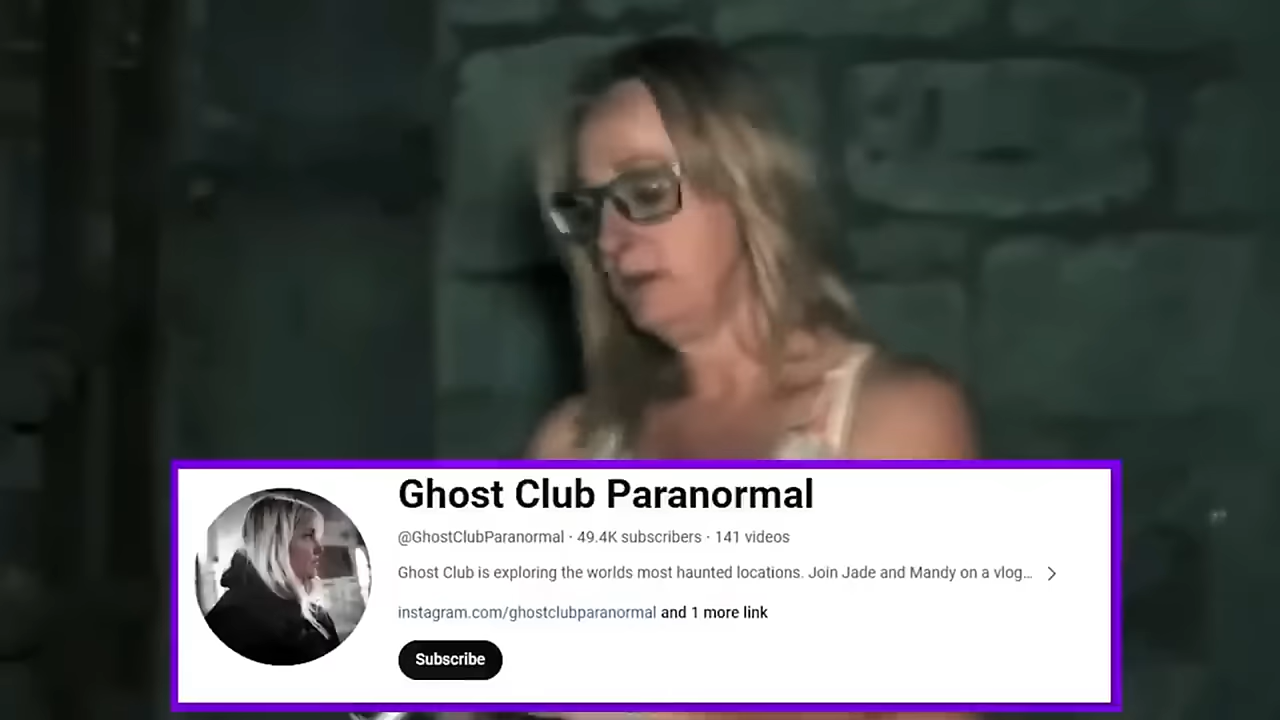 Ghost Club Paranormal
@GhostClubParanormal · 49.4K subscribers · 141 videos
Ghost Club is exploring the worlds most haunted locations. Join Jade and Mandy on a vlog...
instagram.com/ghostclubparanormal and 1 more link
Subscribe